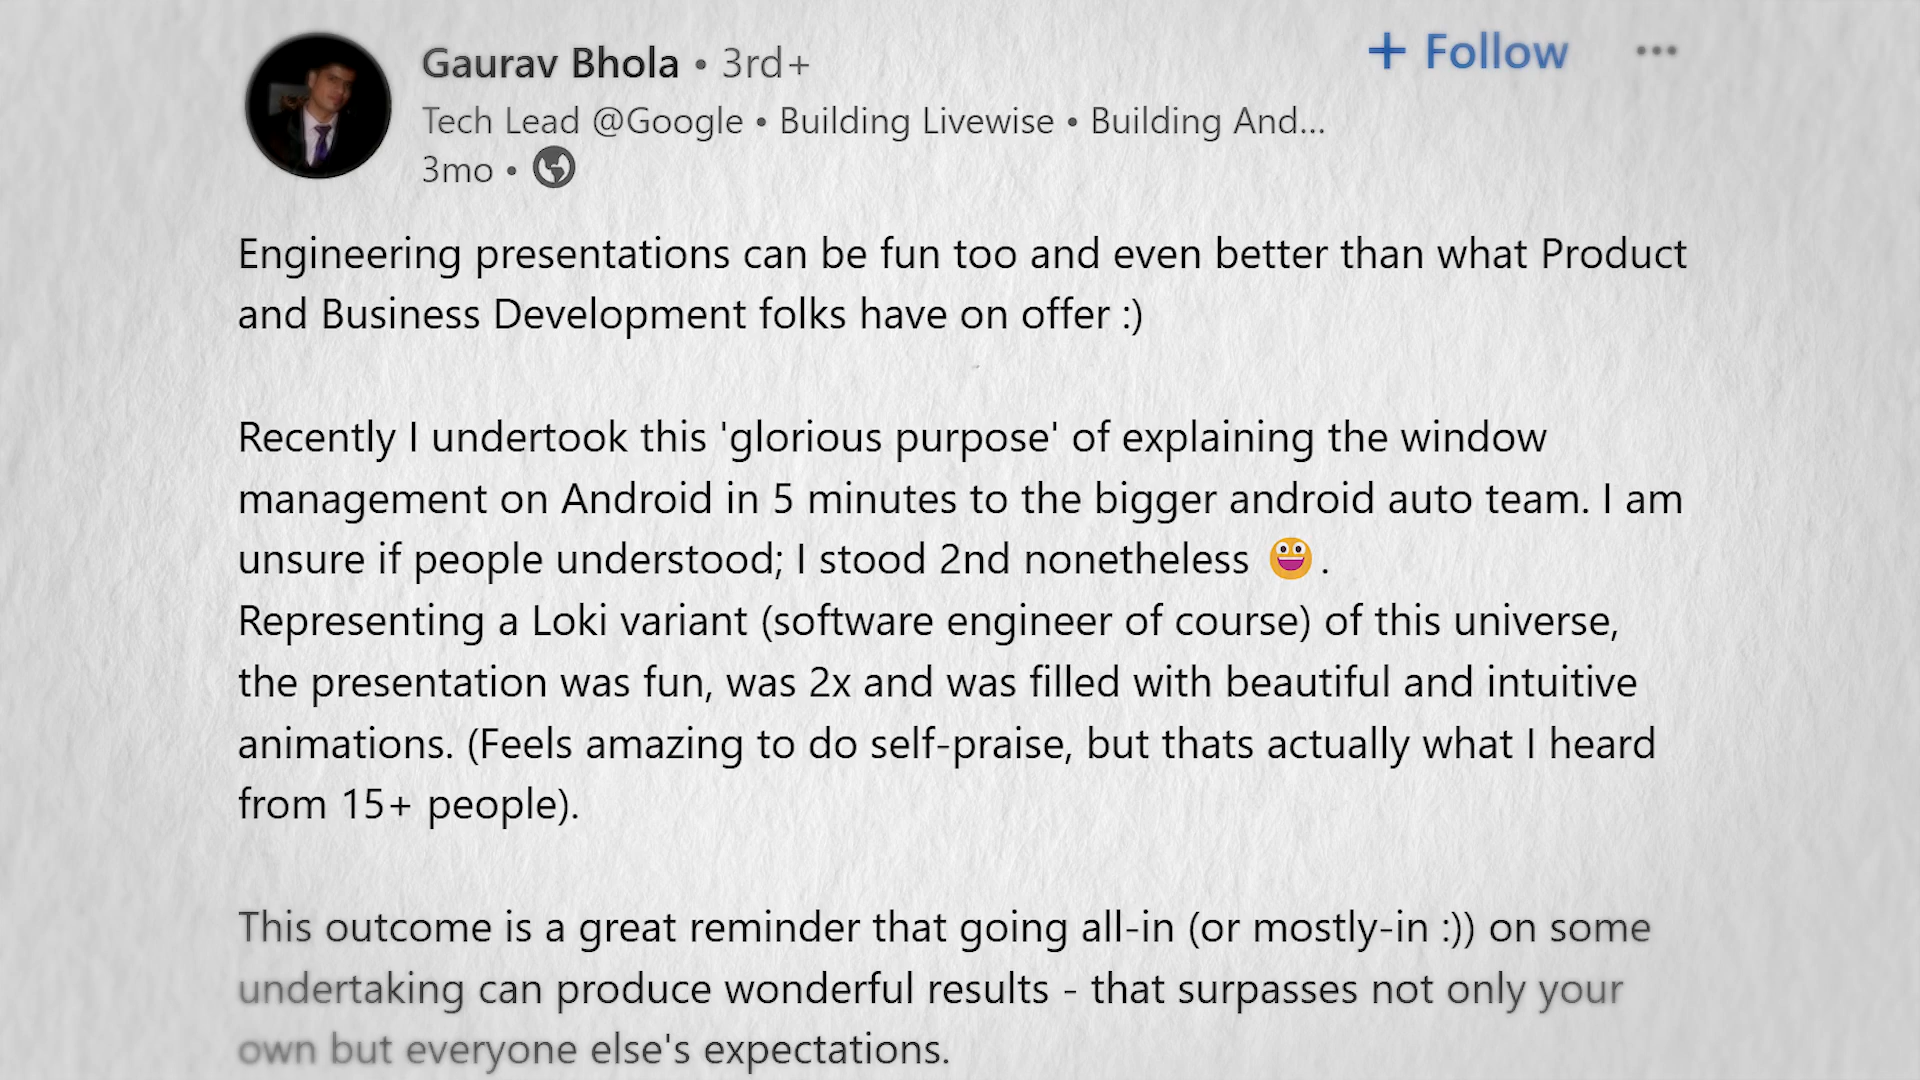 Gaurav Bhola • 3rd+
+ Follow
Tech Lead @Google • Building Livewise • Building And...
3mo •
Engineering presentations can be fun too and even better than what Product
and Business Development folks have on offer :)
Recently I undertook this 'glorious purpose' of explaining the window
management on Android in 5 minutes to the bigger android auto team. I am
unsure if people understood; I stood 2nd nonetheless 😀.
Representing a Loki variant (software engineer of course) of this universe,
the presentation was fun, was 2x and was filled with beautiful and intuitive
animations. (Feels amazing to do self-praise, but thats actually what I heard
from 15+ people).
This outcome is a great reminder that going all-in (or mostly-in :)) on some
undertaking can produce wonderful results - that surpasses not only your
own but everyone else's expectations.